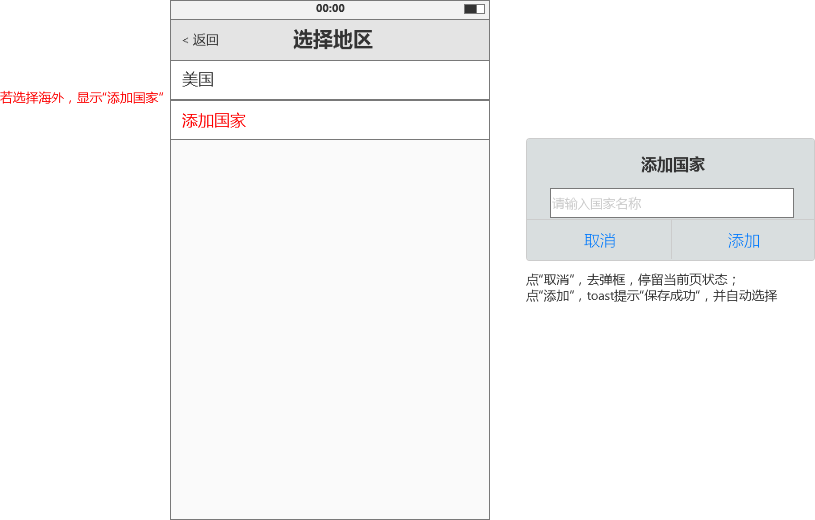 00:00
< 返回
选择地区
美国
若选择海外，显示“添加国家”
添加国家
添加国家
请输入国家名称
取消
添加
点“取消”，去弹框，停留当前页状态；
点“添加”，toast提示“保存成功”，并自动选择